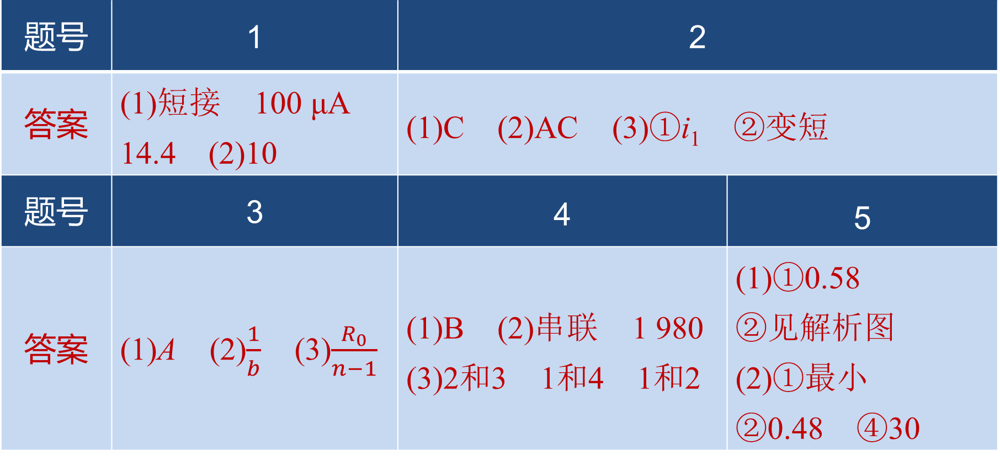 题号 1 2
答案 (1)短接 100 μA
14.4 (2)10
(1)C (2)AC (3)①i₁ ②变短
题号 3 4 5
答案 (1)A (2)1/b (3)R₀/(n−1)
(1)B (2)串联 1 980
(3)2和3 1和4 1和2
(1)①0.58
②见解析图
(2)①最小
②0.48 ④30